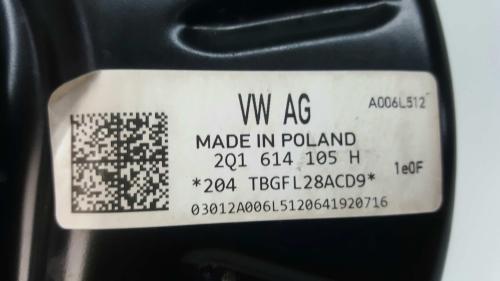 VW AG
A006L512
MADE IN POLAND
2Q1 614 105 H
1e0F
*204 TBGFL28ACD9*
03012A006L5120641920716